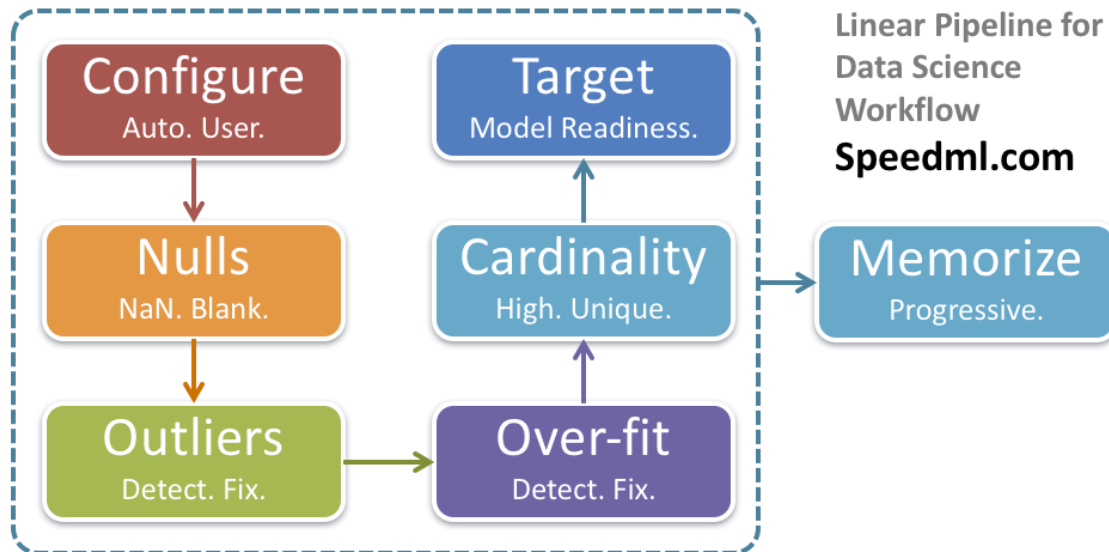 Configure
Auto. User.
Nulls
NaN. Blank.
Outliers
Detect. Fix.
Over-fit
Detect. Fix.
Cardinality
High. Unique.
Target
Model Readiness.
Memorize
Progressive.
Linear Pipeline for
Data Science
Workflow
Speedml.com